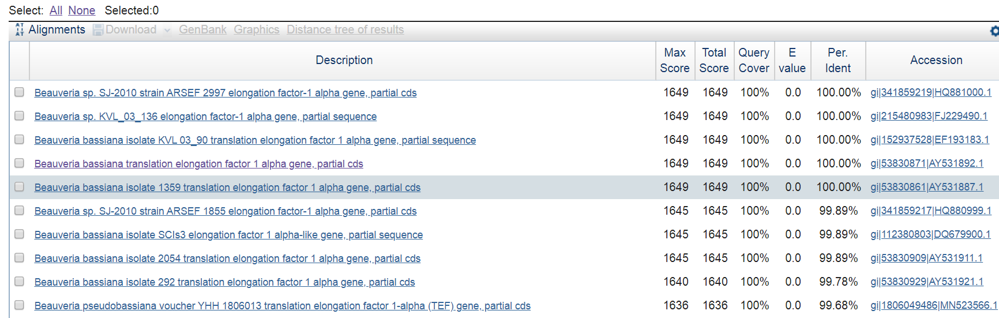 Select: All None Selected:0
Alignments Download GenBank Graphics Distance tree of results
Description Max Score Total Score Query Cover E value Per. Ident Accession
Beauveria sp. SJ-2010 strain ARSEF 2997 elongation factor-1 alpha gene, partial cds 1649 1649 100% 0.0 100.00% gi|341859219|HQ881000.1
Beauveria sp. KVL_03_136 elongation factor-1 alpha gene, partial sequence 1649 1649 100% 0.0 100.00% gi|215480983|FJ229490.1
Beauveria bassiana isolate KVL 03_90 translation elongation factor 1 alpha gene, partial sequence 1649 1649 100% 0.0 100.00% gi|152937528|EF193183.1
Beauveria bassiana translation elongation factor 1 alpha gene, partial cds 1649 1649 100% 0.0 100.00% gi|53830871|AY531892.1
Beauveria bassiana isolate 1359 translation elongation factor 1 alpha gene, partial cds 1649 1649 100% 0.0 100.00% gi|53830861|AY531887.1
Beauveria sp. SJ-2010 strain ARSEF 1855 elongation factor-1 alpha gene, partial cds 1645 1645 100% 0.0 99.89% gi|341859217|HQ880999.1
Beauveria bassiana isolate SCIs3 elongation factor 1 alpha-like gene, partial sequence 1645 1645 100% 0.0 99.89% gi|112380803|DQ679900.1
Beauveria bassiana isolate 2054 translation elongation factor 1 alpha gene, partial cds 1645 1645 100% 0.0 99.89% gi|53830909|AY531911.1
Beauveria bassiana isolate 292 translation elongation factor 1 alpha gene, partial cds 1640 1640 100% 0.0 99.78% gi|53830929|AY531921.1
Beauveria pseudobassiana voucher YHH 1806013 translation elongation factor 1-alpha (TEF) gene, partial cds 1636 1636 100% 0.0 99.68% gi|1806049486|MN523566.1